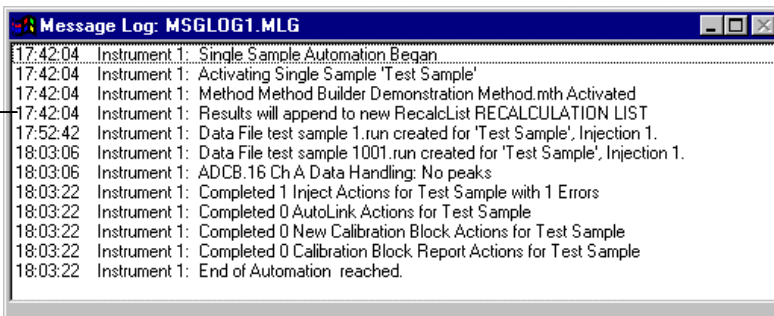 Message Log: MSGLOG1.MLG
17:42:04 Instrument 1: Single Sample Automation Began
17:42:04 Instrument 1: Activating Single Sample 'Test Sample'
17:42:04 Instrument 1: Method Method Builder Demonstration Method.mth Activated
17:42:04 Instrument 1: Results will append to new RecalcList RECALCULATION LIST
17:52:42 Instrument 1: Data File test sample 1.run created for 'Test Sample', Injection 1.
18:03:06 Instrument 1: Data File test sample 1001.run created for 'Test Sample', Injection 1.
18:03:06 Instrument 1: ADCB.16 Ch A Data Handling: No peaks
18:03:22 Instrument 1: Completed 1 Inject Actions for Test Sample with 1 Errors
18:03:22 Instrument 1: Completed 0 AutoLink Actions for Test Sample
18:03:22 Instrument 1: Completed 0 New Calibration Block Actions for Test Sample
18:03:22 Instrument 1: Completed 0 Calibration Block Report Actions for Test Sample
18:03:22 Instrument 1: End of Automation reached.